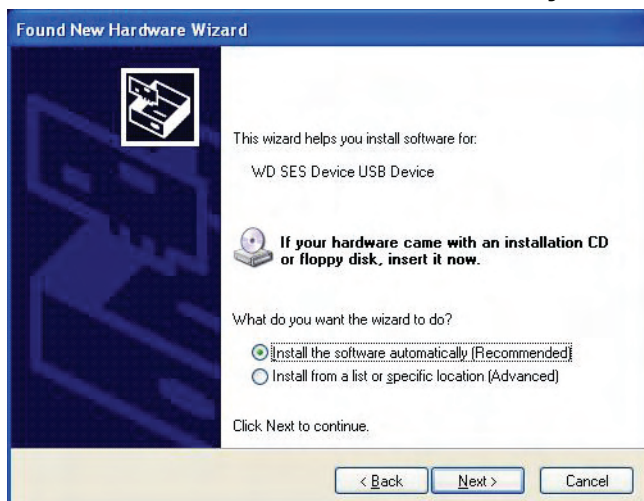 Found New Hardware Wizard
This wizard helps you install software for:
WD SES Device USB Device
If your hardware came with an installation CD
or floppy disk, insert it now.
What do you want the wizard to do?
Install the software automatically (Recommended)
Install from a list or specific location (Advanced)
Click Next to continue.
< Back Next > Cancel